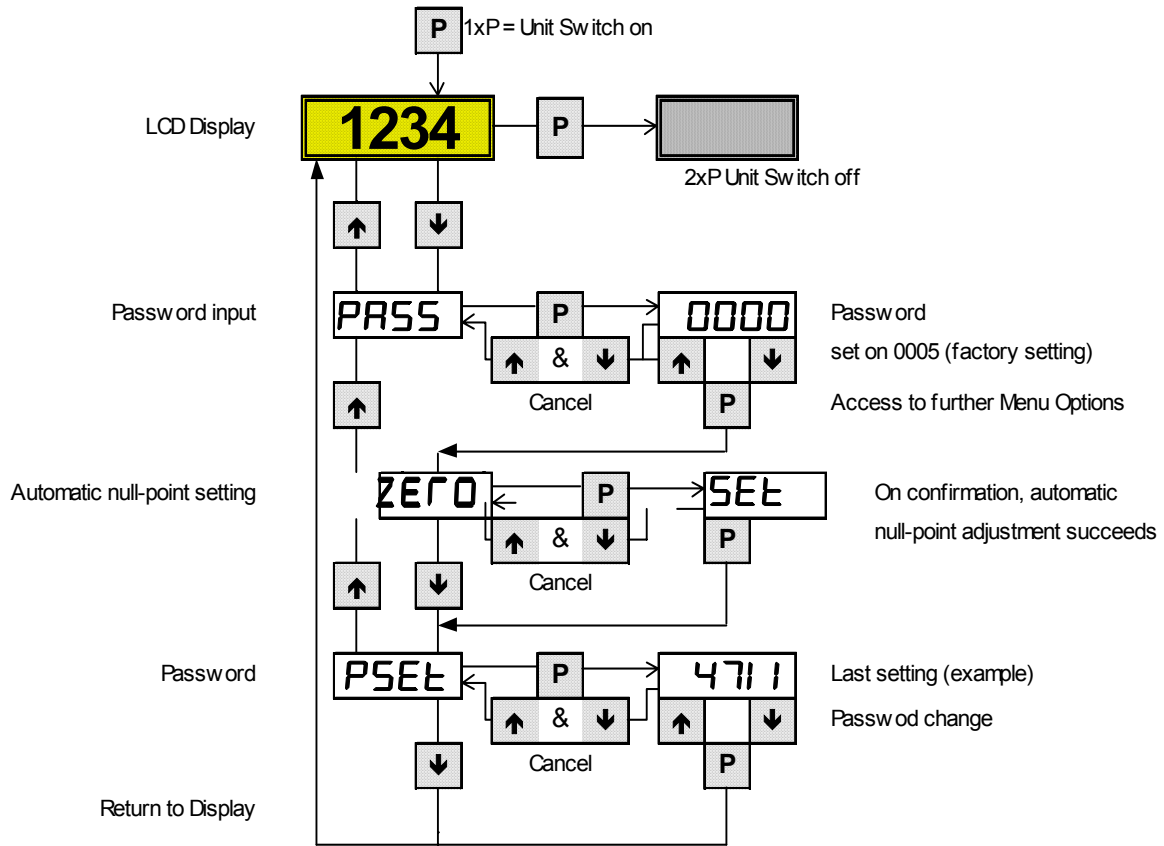 P 1xP = Unit Switch on
LCD Display 1234 P
2xP Unit Switch off
↑ ↓
Password input PASS P 0000 Password
↑ & ↓ ↑ ↓ set on 0005 (factory setting)
Cancel
↑ P Access to further Menu Options
Automatic null-point setting ZERO P SEt On confirmation, automatic
↑ & ↓ P null-point adjustment succeeds
Cancel
↑ ↓
Password PSEt P 4711 Last setting (example)
↑ & ↓ ↑ ↓ Passwod change
Cancel
↓ P
Return to Display